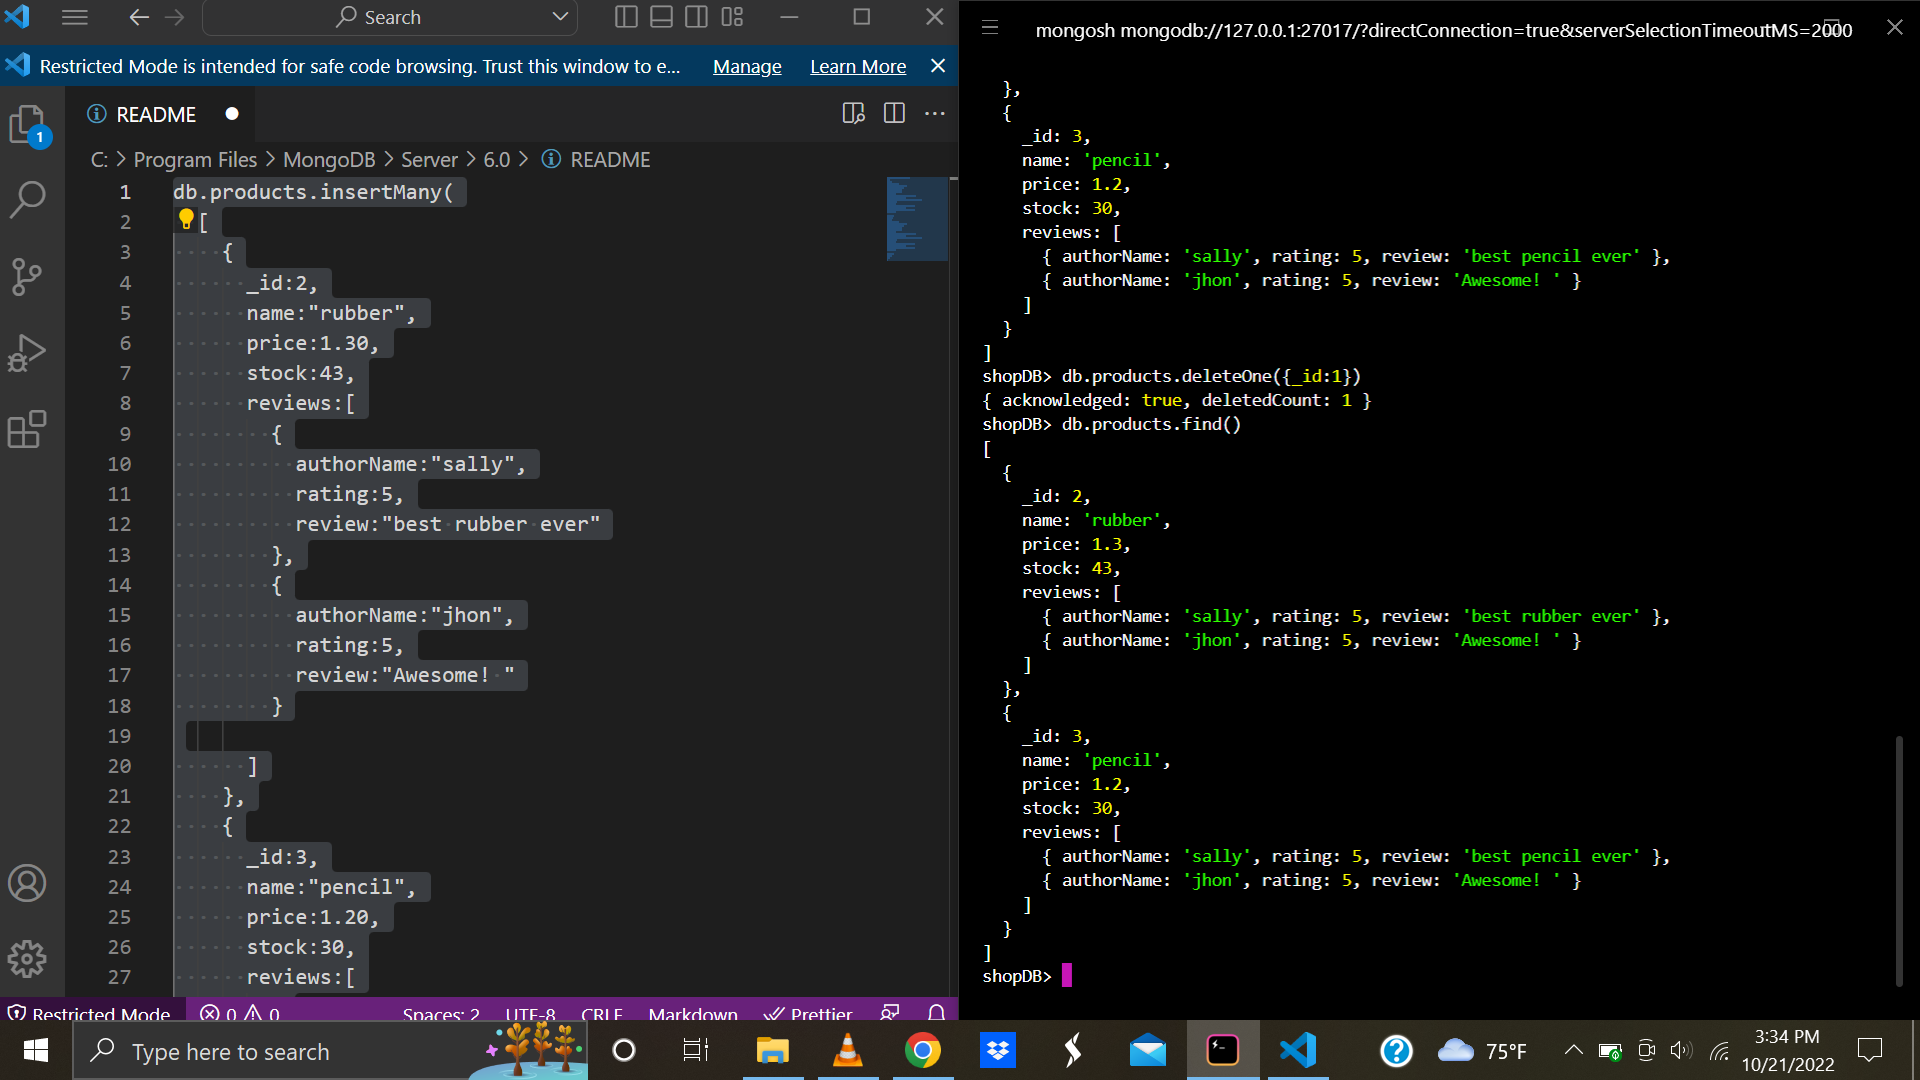 Search
Restricted Mode is intended for safe code browsing. Trust this window to e... Manage Learn More
1
README
C: > Program Files > MongoDB > Server > 6.0 > README
1 db.products.insertMany(
2 [
3 {
4 _id:2,
5 name:"rubber",
6 price:1.30,
7 stock:43,
8 reviews:[
9 {
10 authorName:"sally",
11 rating:5,
12 review:"best rubber ever"
13 },
14 {
15 authorName:"jhon",
16 rating:5,
17 review:"Awesome! "
18 }
19
20 ]
21 },
22 {
23 _id:3,
24 name:"pencil",
25 price:1.20,
26 stock:30,
27 reviews:[
Restricted Mode 0 0 Spaces: 2 UTF-8 CRLF Markdown Prettier
mongosh mongodb://127.0.0.1:27017/?directConnection=true&serverSelectionTimeoutMS=2000
},
{
_id: 3,
name: 'pencil',
price: 1.2,
stock: 30,
reviews: [
{ authorName: 'sally', rating: 5, review: 'best pencil ever' },
{ authorName: 'jhon', rating: 5, review: 'Awesome! ' }
]
}
]
shopDB> db.products.deleteOne({_id:1})
{ acknowledged: true, deletedCount: 1 }
shopDB> db.products.find()
[
{
_id: 2,
name: 'rubber',
price: 1.3,
stock: 43,
reviews: [
{ authorName: 'sally', rating: 5, review: 'best rubber ever' },
{ authorName: 'jhon', rating: 5, review: 'Awesome! ' }
]
},
{
_id: 3,
name: 'pencil',
price: 1.2,
stock: 30,
reviews: [
{ authorName: 'sally', rating: 5, review: 'best pencil ever' },
{ authorName: 'jhon', rating: 5, review: 'Awesome! ' }
]
}
]
shopDB>
Type here to search
75°F
3:34 PM
10/21/2022